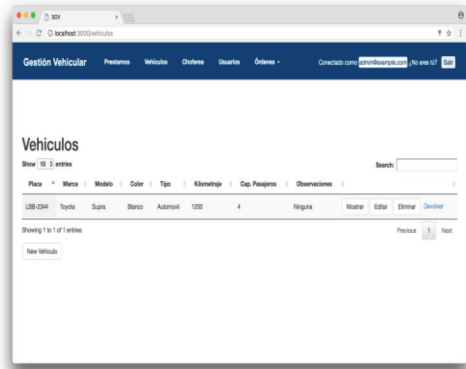 SGV
localhost:3000/vehiculos
Gestión Vehicular Prestamos Vehículos Choferes Usuarios Órdenes Conectado como admin@example.com ¿No eres tú? Salir
Vehiculos
Show 10 entries Search:
Placa Marca Modelo Color Tipo Kilometraje Cap. Pasajeros Observaciones
LBB-2344 Toyota Supra Blanco Automovil 1200 4 Ninguna Mostrar Editar Eliminar Devolver
Showing 1 to 1 of 1 entries Previous 1 Next
New Vehiculo